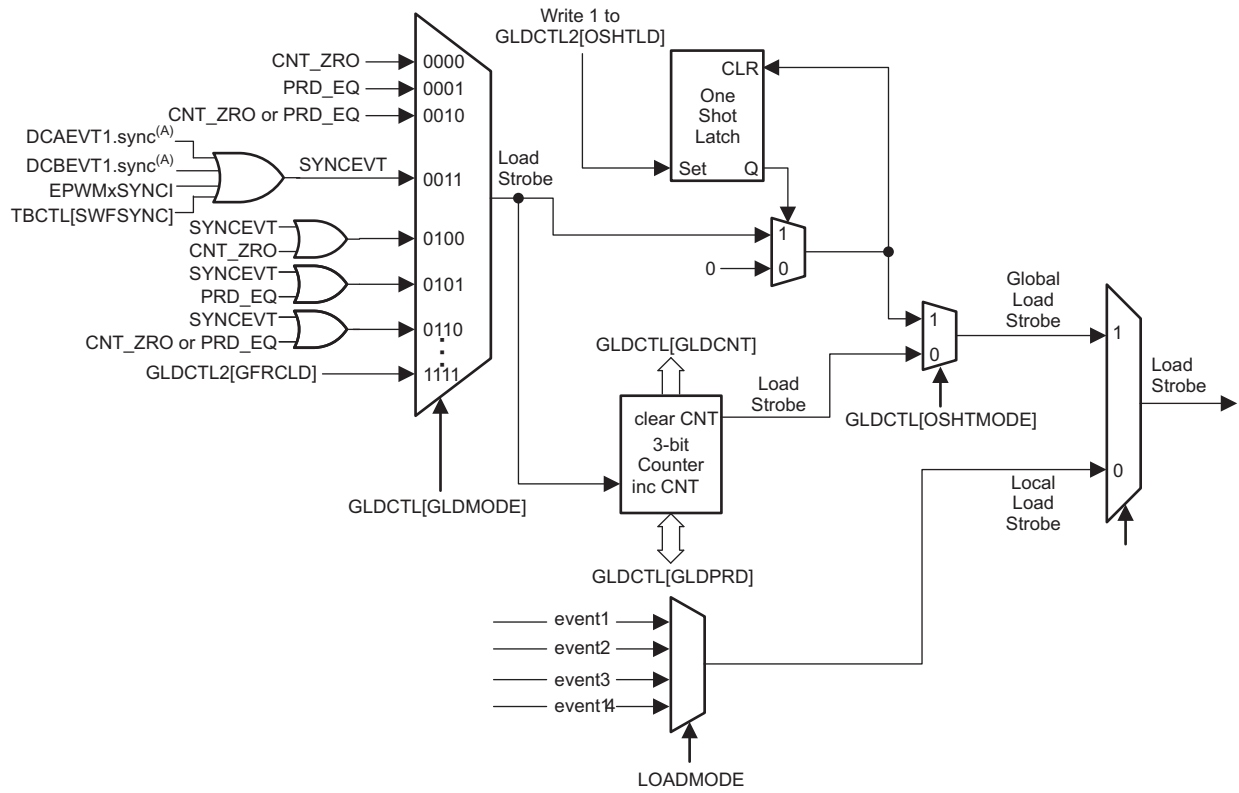 Write 1 to
GLDCTL2[OSHTLD]
CNT_ZRO
0000
PRD_EQ
0001
CNT_ZRO or PRD_EQ
0010
DCAEVT1.sync(A)
DCBEVT1.sync(A)
EPWMxSYNCI
TBCTL[SWFSYNC]
SYNCEVT
0011
SYNCEVT
CNT_ZRO
0100
SYNCEVT
PRD_EQ
0101
SYNCEVT
CNT_ZRO or PRD_EQ
0110
GLDCTL2[GFRCLD]
1111
GLDCTL[GLDMODE]
Load
Strobe
CLR
One
Shot
Latch
Set
Q
1
0
0
GLDCTL[GLDCNT]
clear CNT
3-bit
Counter
inc CNT
GLDCTL[GLDPRD]
Load
Strobe
1
0
GLDCTL[OSHTMODE]
Global
Load
Strobe
1
0
Local
Load
Strobe
Load
Strobe
event1
event2
event3
event14
LOADMODE